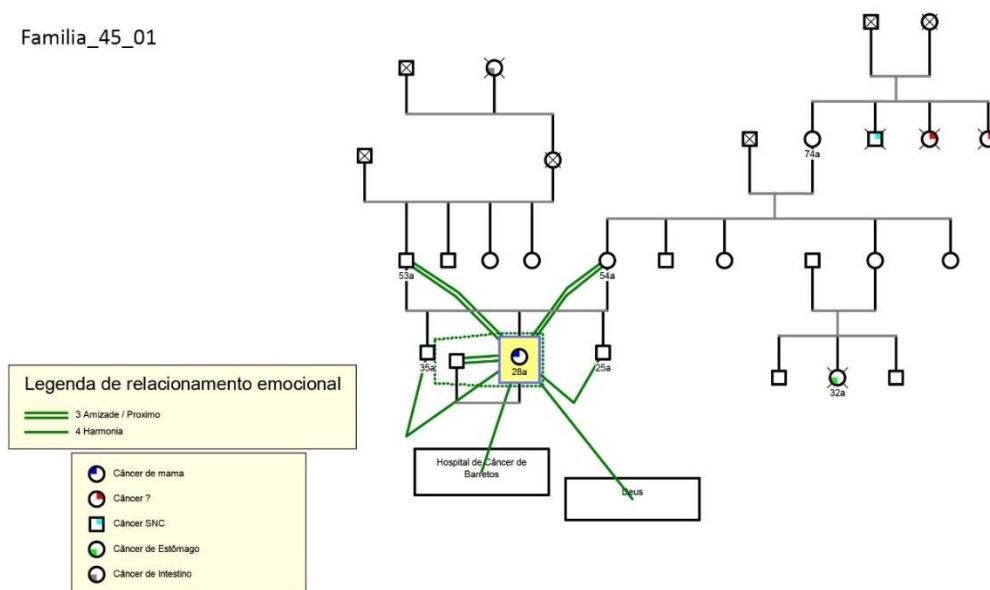 Familia_45_01
74a
53a
54a
35a
28a
25a
32a
Legenda de relacionamento emocional
3 Amizade / Proximo
4 Harmonia
Hospital de Câncer de
Barretos
Deus
Câncer de mama
Câncer ?
Câncer SNC
Câncer de Estômago
Câncer de Intestino